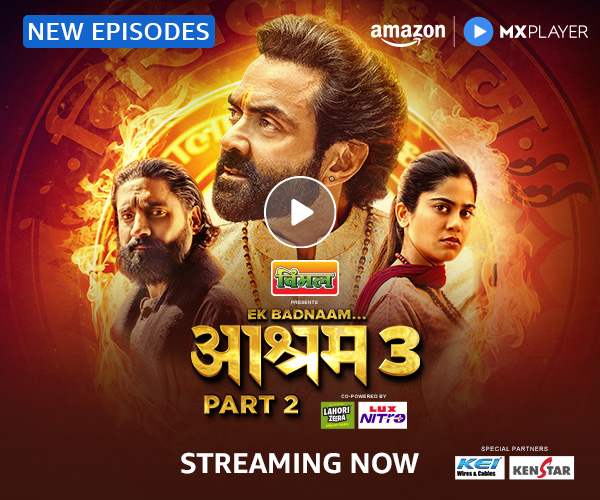 NEW EPISODES
amazon | MXPLAYER
बिमल
PRESENTS
EK BADNAAM...
आश्रम 3
PART 2
CO-POWERED BY
LAHORI
ZEERA
LUX
NITRO
STREAMING NOW
SPECIAL PARTNERS
KEI
Wires & Cables
KENSTAR